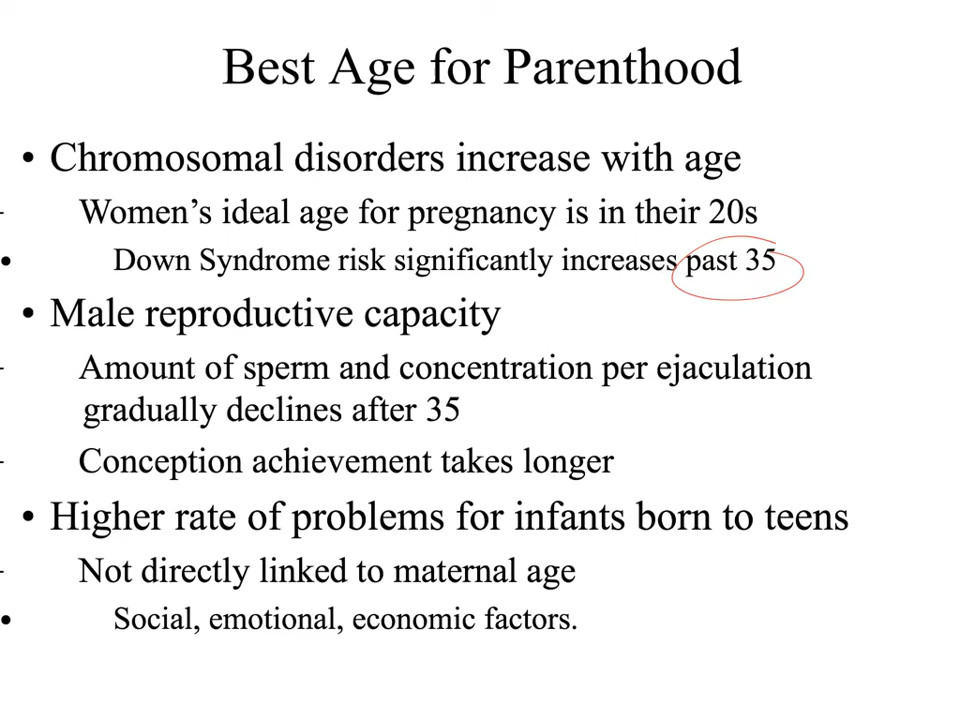 Best Age for Parenthood
• Chromosomal disorders increase with age
- Women’s ideal age for pregnancy is in their 20s
• Down Syndrome risk significantly increases past 35
• Male reproductive capacity
- Amount of sperm and concentration per ejaculation
gradually declines after 35
- Conception achievement takes longer
• Higher rate of problems for infants born to teens
- Not directly linked to maternal age
• Social, emotional, economic factors.